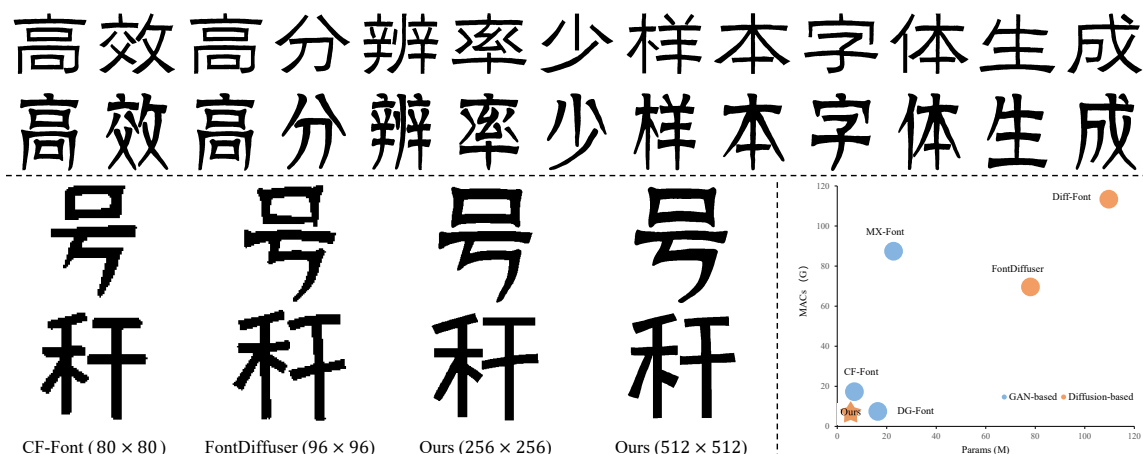 高效高分辨率少样本字体生成
高效高分辨率少样本字体生成
号 号 号 号
秆 秆 秆 秆
CF-Font (80 × 80) FontDiffuser (96 × 96) Ours (256 × 256) Ours (512 × 512)
120
100
80
60
40
20
0
MACs (G)
Diff-Font
MX-Font
FontDiffuser
CF-Font
Ours
DG-Font
GAN-based Diffusion-based
0 20 40 60 80 100 120
Params (M)